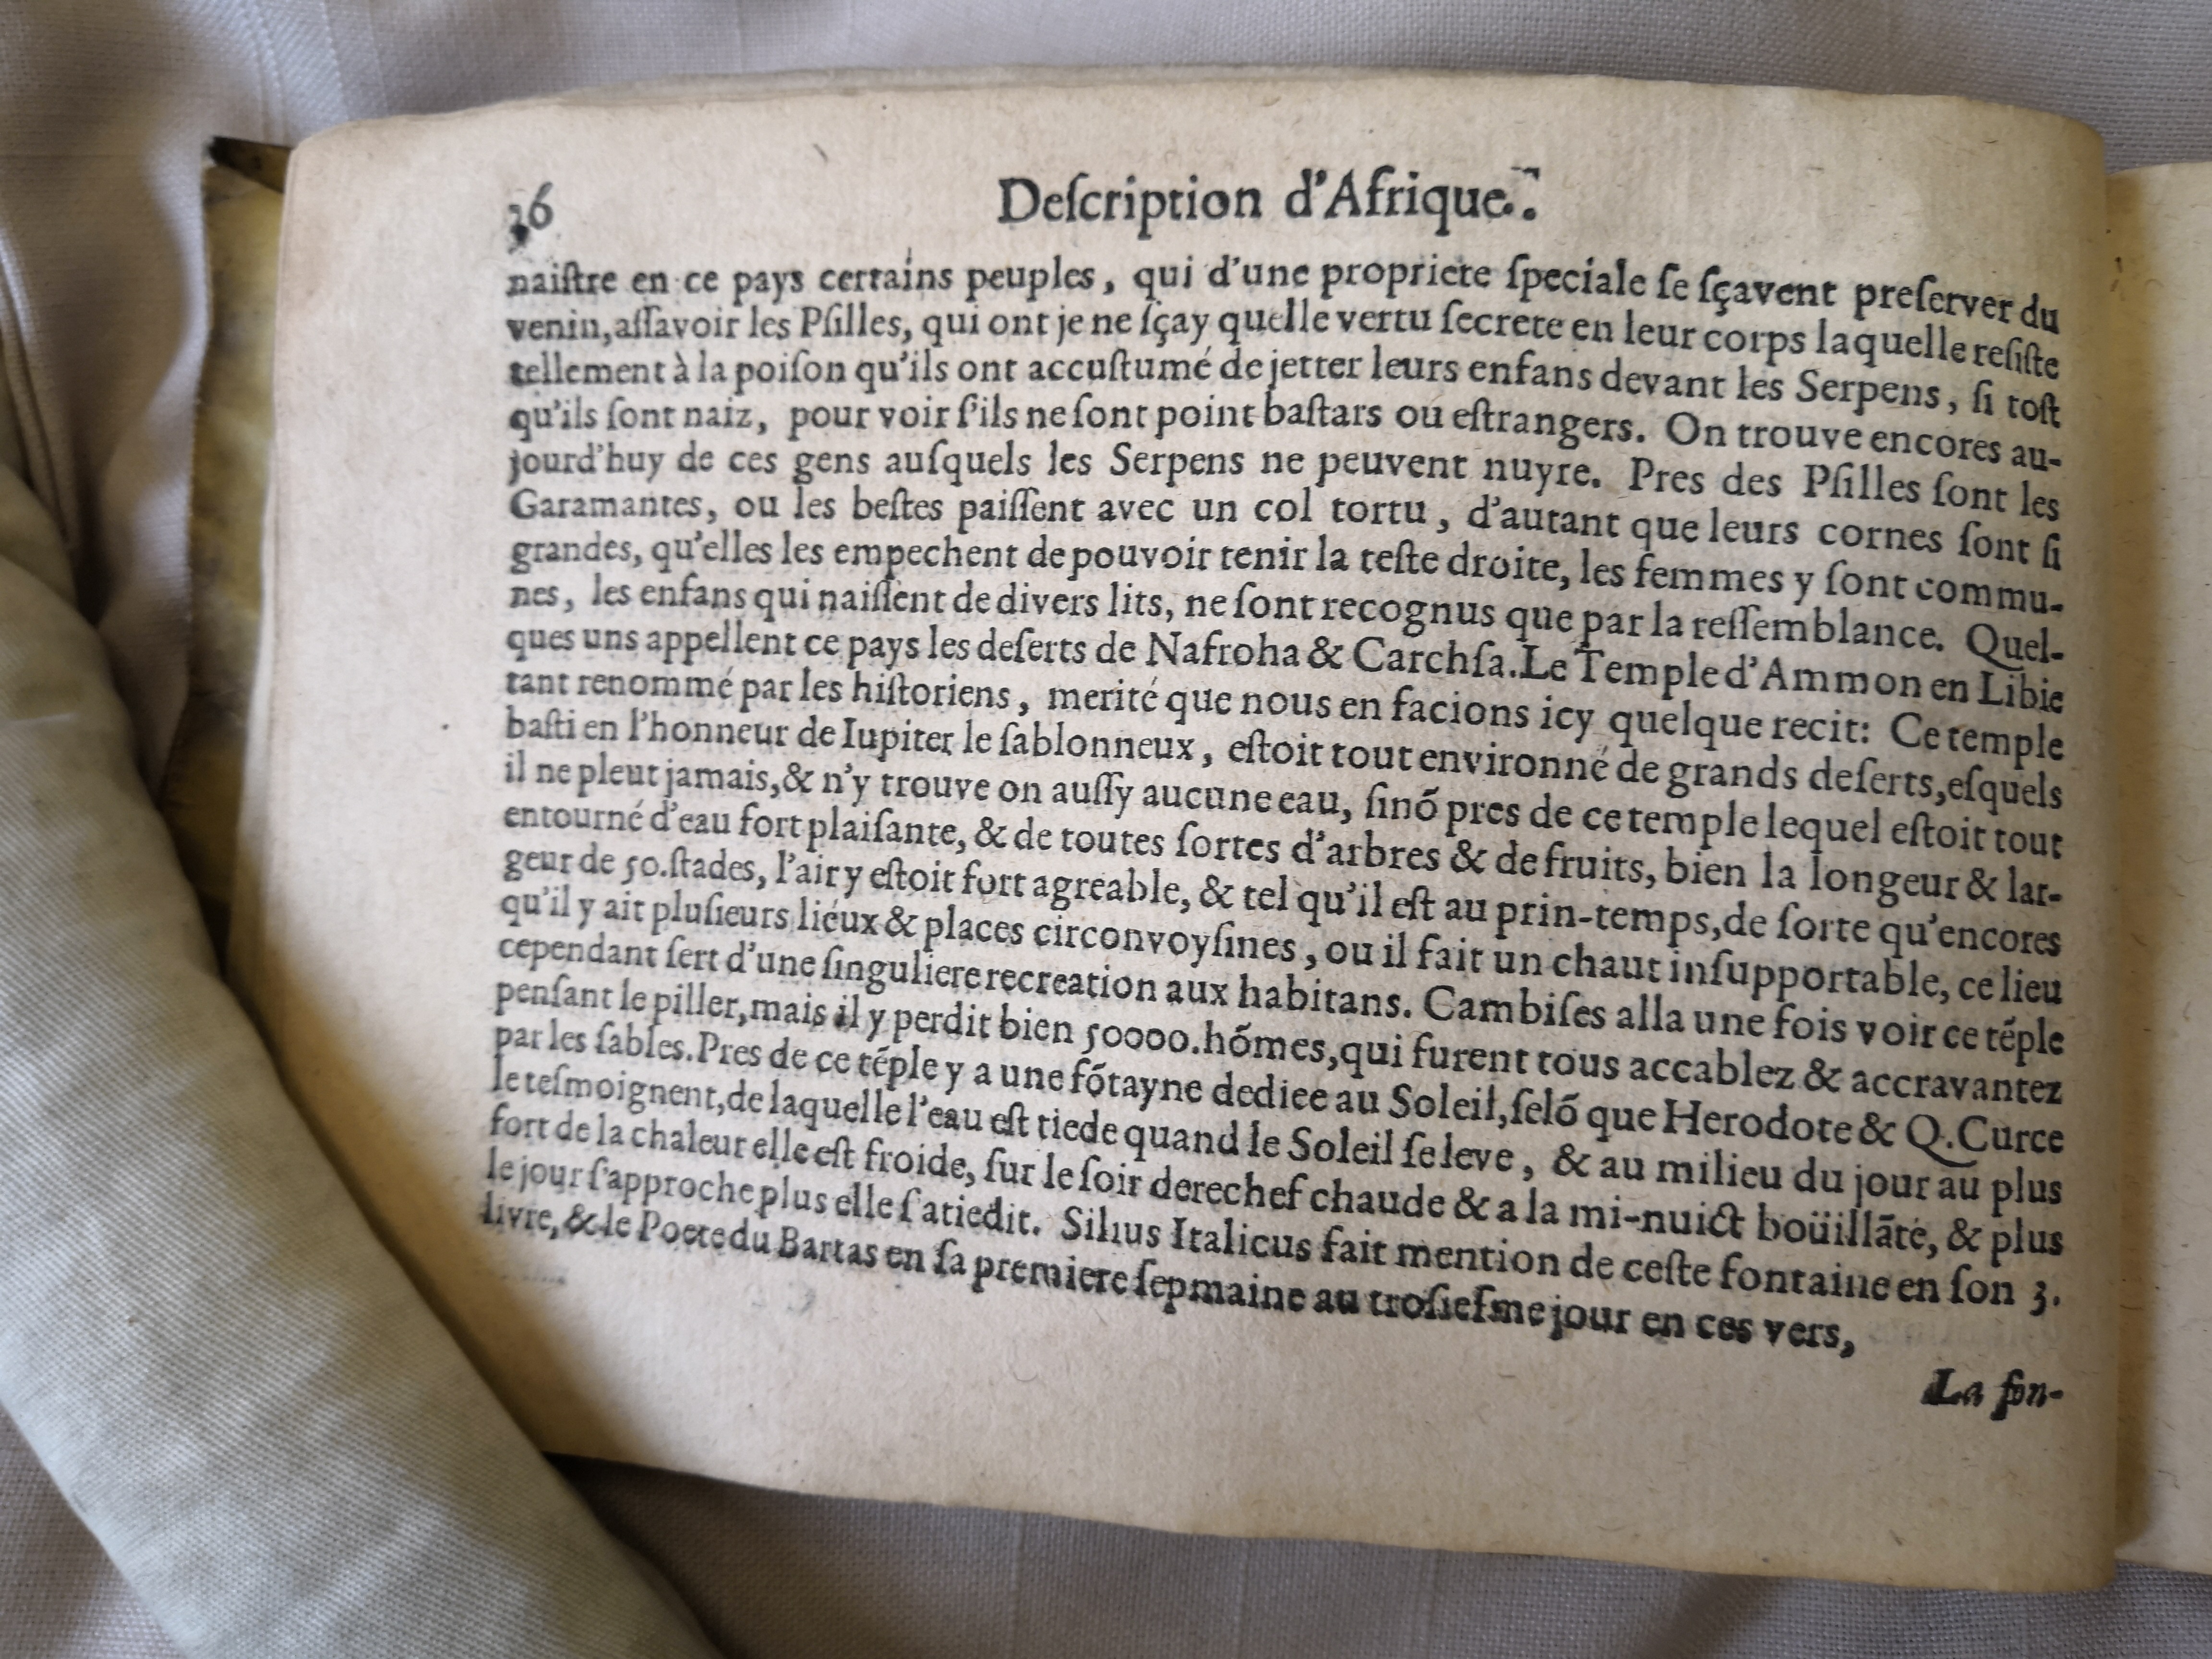 36 Deſcription d'Afrique.
naiſtre en ce pays certains peuples, qui d'une propriete ſpeciale ſe ſçavent preſerver du
venin, aſſavoir les Pſilles, qui ont je ne ſçay quelle vertu ſecrete en leur corps laquelle reſiſte
tellement à la poiſon qu'ils ont accuſtumé de jetter leurs enfans devant les Serpens, ſi toſt
qu'ils ſont naiz, pour voir ſ'ils ne ſont point baſtars ou eſtrangers. On trouve encores au-
jourd'huy de ces gens auſquels les Serpens ne peuvent nuyre. Pres des Pſilles ſont les
Garamantes, ou les beſtes paiſſent avec un col tortu, d'autant que leurs cornes ſont ſi
grandes, qu'elles les empechent de pouvoir tenir la teſte droite, les femmes y ſont commu-
nes, les enfans qui naiſſent de divers lits, ne ſont recognus que par la reſſemblance. Quel-
ques uns appellent ce pays les deſerts de Nafroha & Carchſa. Le Temple d'Ammon en Libie
tant renommé par les hiſtoriens, merité que nous en facions icy quelque recit: Ce temple
baſti en l'honneur de Iupiter le ſablonneux, eſtoit tout environné de grands deſerts, eſquels
il ne pleut jamais, & n'y trouve on auſſy aucune eau, ſinõ pres de ce temple lequel eſtoit tout
entourné d'eau fort plaiſante, & de toutes ſortes d'arbres & de fruits, bien la longeur & lar-
geur de 50. ſtades, l'air y eſtoit fort agreable, & tel qu'il eſt au prin-temps, de ſorte qu'encores
qu'il y ait pluſieurs lieux & places circonvoyſines, ou il fait un chaut inſupportable, ce lieu
cependant ſert d'une ſinguliere recreation aux habitans. Cambiſes alla une fois voir ce tẽple
penſant le piller, mais il y perdit bien 50000. hõmes, qui furent tous accablez & accravantez
par les ſables. Pres de ce tẽple y a une fõtayne dediee au Soleil, ſelõ que Herodote & Q. Curce
le teſmoignent, de laquelle l'eau eſt tiede quand le Soleil ſe leve, & au milieu du jour au plus
fort de la chaleur elle eſt froide, ſur le ſoir derechef chaude & a la mi-nuict boüillãte, & plus
le jour ſ'approche plus elle ſ'atiedit. Silius Italicus fait mention de ceſte fontaine en ſon 3.
livre, & le Poete du Bartas en ſa premiere ſepmaine au troſieſme jour en ces vers,
La fon-